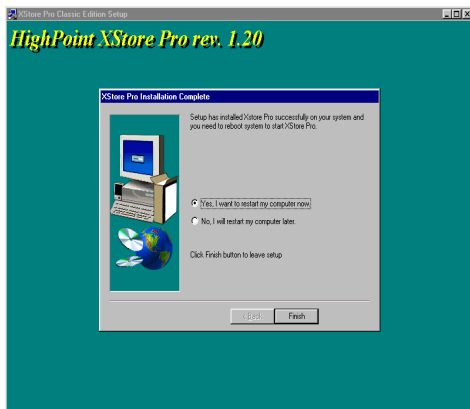 XStore Pro Classic Edition Setup
HighPoint XStore Pro rev. 1.20
XStore Pro Installation Complete
Setup has installed Xstore Pro successfully on your system and
you need to reboot system to start XStore Pro.
Yes, I want to restart my computer now.
No, I will restart my computer later.
Click Finish button to leave setup
< Back
Finish